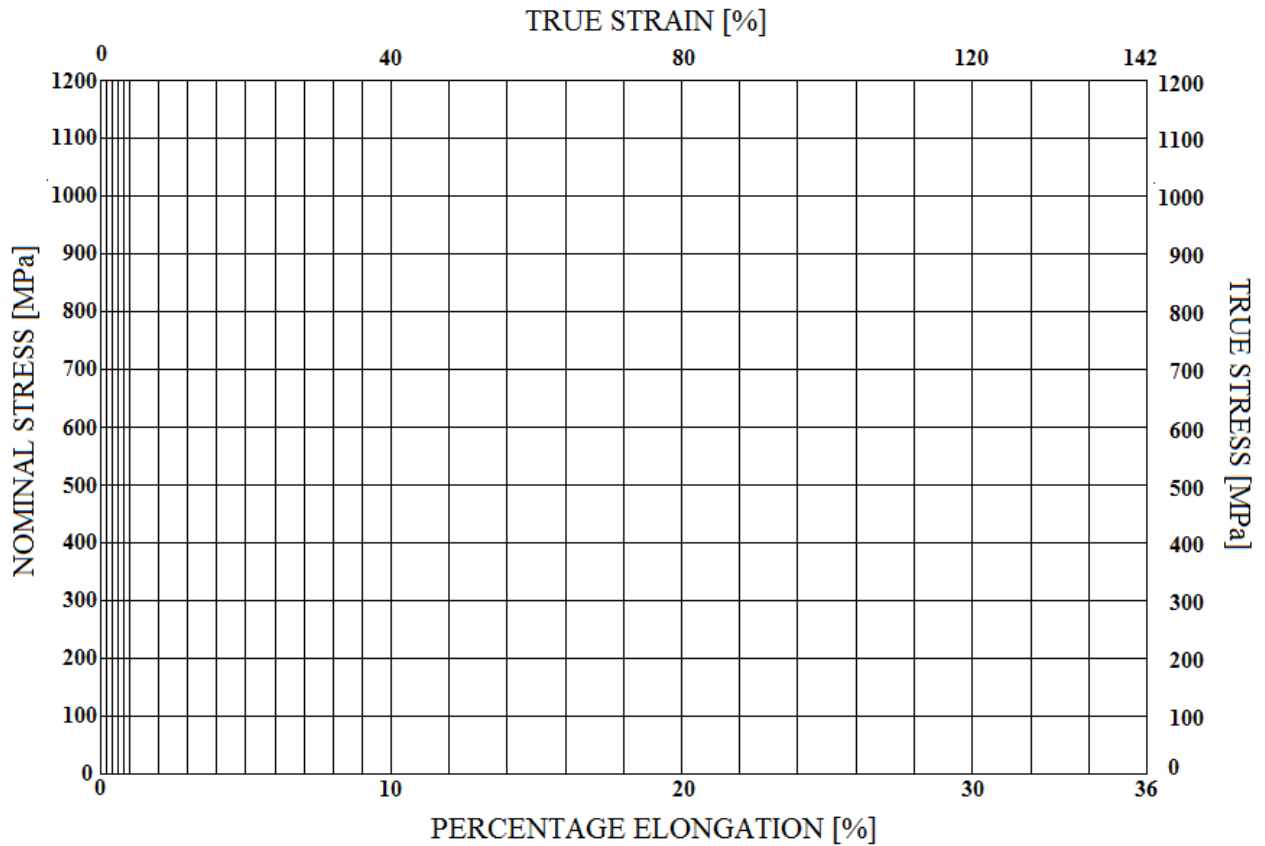 TRUE STRAIN [%]
0 40 80 120 142
1200 1200
1100 1100
1000 1000
900 900
800 800
700 700
600 600
500 500
400 400
300 300
200 200
100 100
0 0
NOMINAL STRESS [MPa]
TRUE STRESS [MPa]
0 10 20 30 36
PERCENTAGE ELONGATION [%]